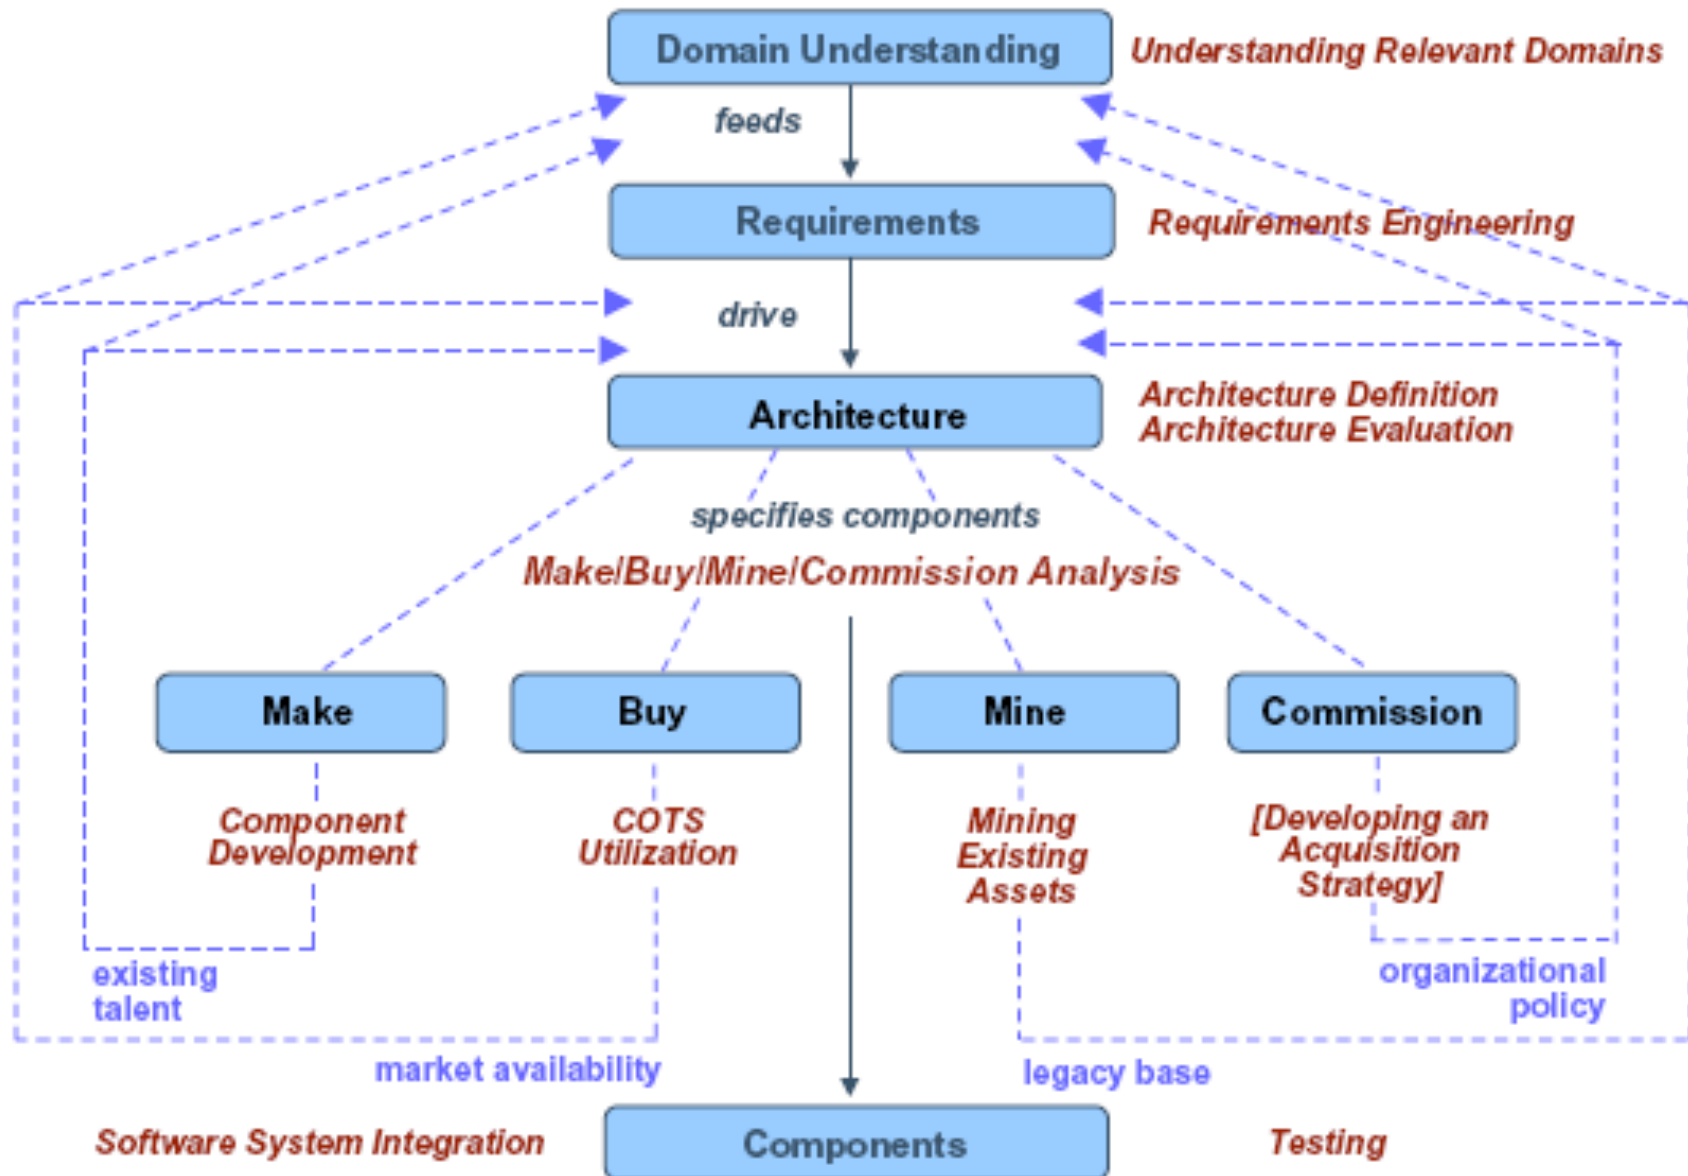 Domain Understanding
Understanding Relevant Domains
feeds
Requirements
Requirements Engineering
drive
Architecture
Architecture Definition
Architecture Evaluation
specifies components
Make/Buy/Mine/Commission Analysis
Make
Buy
Mine
Commission
Component
Development
COTS
Utilization
Mining
Existing
Assets
[Developing an
Acquisition
Strategy]
existing
talent
organizational
policy
market availability
legacy base
Software System Integration
Components
Testing